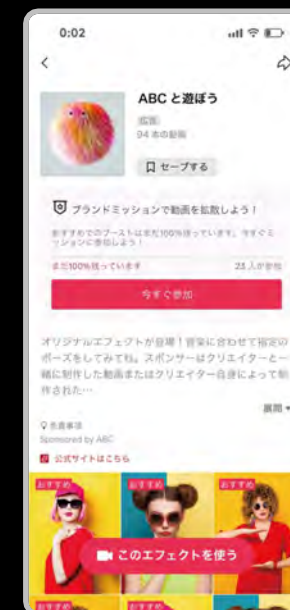 0:02
ABC と遊ぼう
広告
94 本の動画
セーブする
ブランドミッションで動画を拡散しよう！
おすすめでのブーストはまだ100%残っています。今すぐミ
ッションに参加しよう！
まだ100%残っています
23 人が参加
今すぐ参加
オリジナルエフェクトが登場！音楽に合わせて指定の
ポーズをしてみてね。スポンサーはクリエイターと一
緒に制作した動画またはクリエイター自身によって制
作された…
展開
免責事項
Sponsored by ABC
公式サイトはこちら
おすすめ
おすすめ
おすすめ
このエフェクトを使う
おすすめ
おすすめ